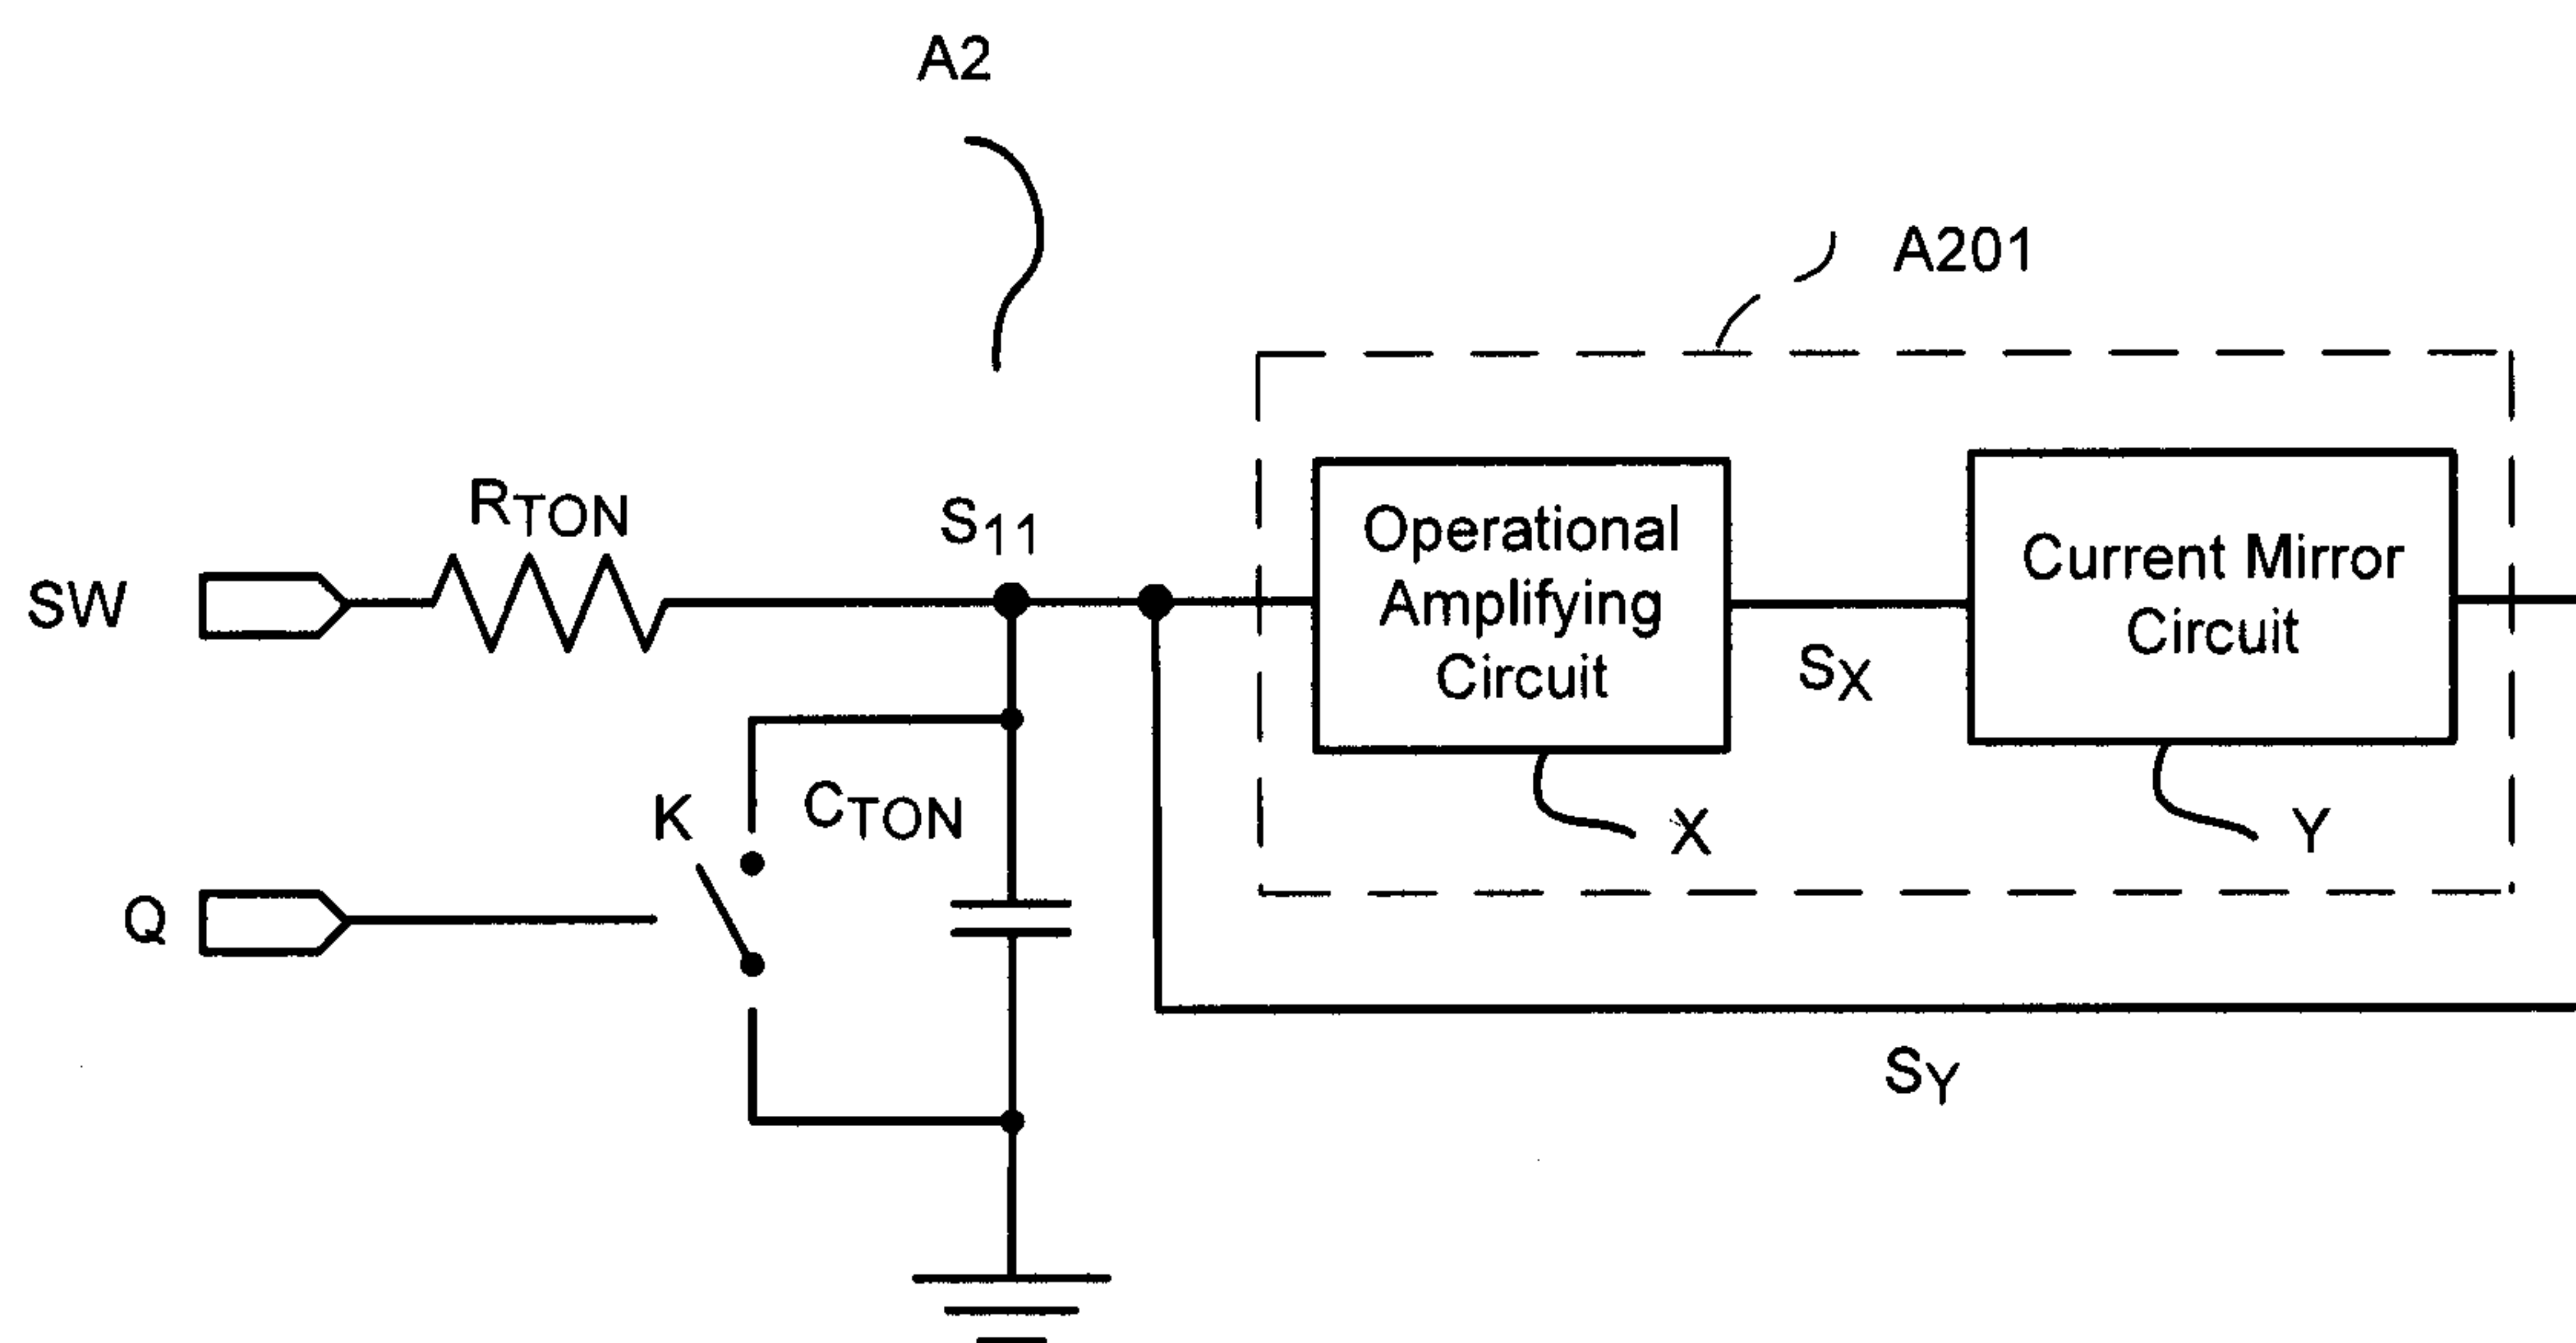 A2
A201
RTON
S11
SW
Operational
Amplifying
Circuit
SX
Current Mirror
Circuit
K
CTON
X
Y
Q
SY